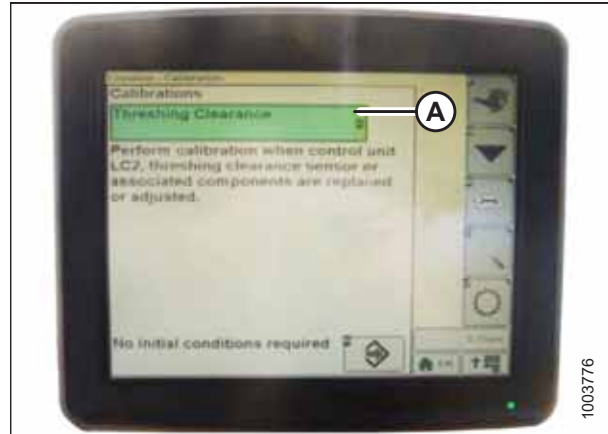 Calibrations
Threshing Clearance
A
Perform calibration when control unit
LC2, threshing clearance sensor or
associated components are replaced
or adjusted.
No initial conditions required
1003776